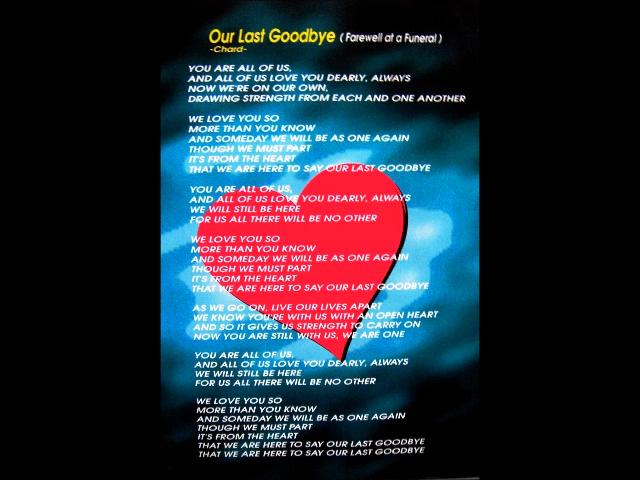 Our Last Goodbye ( Farewell at a Funeral )
-Chard-
YOU ARE ALL OF US,
AND ALL OF US LOVE YOU DEARLY, ALWAYS
NOW WE'RE ON OUR OWN,
DRAWING STRENGTH FROM EACH AND ONE ANOTHER
WE LOVE YOU SO
MORE THAN YOU KNOW
AND SOMEDAY WE WILL BE AS ONE AGAIN
THOUGH WE MUST PART
IT'S FROM THE HEART
THAT WE ARE HERE TO SAY OUR LAST GOODBYE
YOU ARE ALL OF US,
AND ALL OF US LOVE YOU DEARLY, ALWAYS
WE WILL STILL BE HERE
FOR US ALL THERE WILL BE NO OTHER
WE LOVE YOU SO
MORE THAN YOU KNOW
AND SOMEDAY WE WILL BE AS ONE AGAIN
THOUGH WE MUST PART
IT'S FROM THE HEART
THAT WE ARE HERE TO SAY OUR LAST GOODBYE
AS WE GO ON, LIVE OUR LIVES APART
WE KNOW YOU'RE WITH US WITH AN OPEN HEART
AND SO IT GIVES US STRENGTH TO CARRY ON
NOW YOU ARE STILL WITH US, WE ARE ONE
YOU ARE ALL OF US,
AND ALL OF US LOVE YOU DEARLY, ALWAYS
WE WILL STILL BE HERE
FOR US ALL THERE WILL BE NO OTHER
WE LOVE YOU SO
MORE THAN YOU KNOW
AND SOMEDAY WE WILL BE AS ONE AGAIN
THOUGH WE MUST PART
IT'S FROM THE HEART
THAT WE ARE HERE TO SAY OUR LAST GOODBYE
THAT WE ARE HERE TO SAY OUR LAST GOODBYE